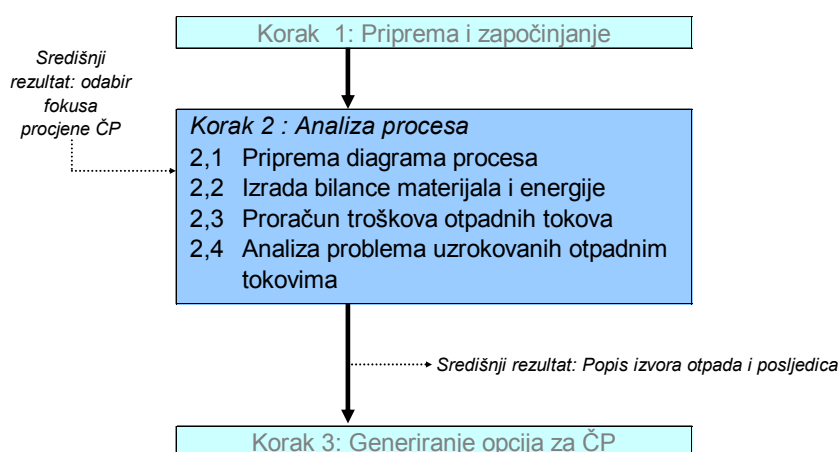 Korak 1: Priprema i započinjanje
Središnji
rezultat: odabir
fokusa
procjene ČP
Korak 2 : Analiza procesa
2,1 Priprema diagrama procesa
2,2 Izrada bilance materijala i energije
2,3 Proračun troškova otpadnih tokova
2,4 Analiza problema uzrokovanih otpadnim
tokovima
Središnji rezultat: Popis izvora otpada i posljedica
Korak 3: Generiranje opcija za ČP